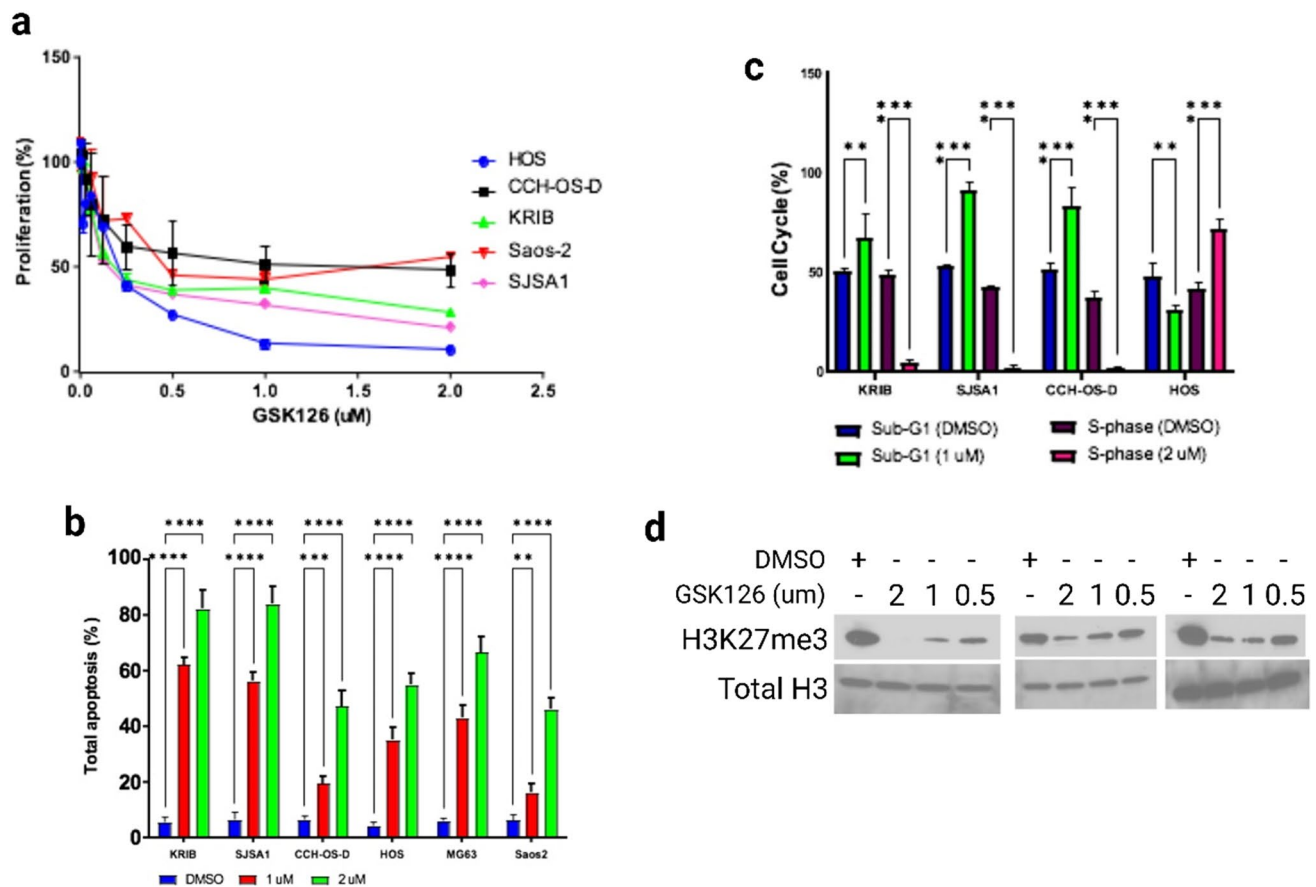 a
150
100
50
0
Proliferation(%)
0.0 0.5 1.0 1.5 2.0 2.5
GSK126 (uM)
HOS
CCH-OS-D
KRIB
Saos-2
SJSA1
c
150
100
50
0
Cell Cycle(%)
** **** **** **** **** **** ** ****
KRIB SJSA1 CCH-OS-D HOS
Sub-G1 (DMSO) S-phase (DMSO)
Sub-G1 (1 uM) S-phase (2 uM)
b
**** **** **** **** **** ****
**** **** *** **** **** **
100
80
60
40
20
0
Total apoptosis (%)
KRIB SJSA1 CCH-OS-D HOS MG63 Saos2
DMSO 1 uM 2 uM
d
DMSO + - - - + - - - + - - -
GSK126 (um) - 2 1 0.5 - 2 1 0.5 - 2 1 0.5
H3K27me3
Total H3